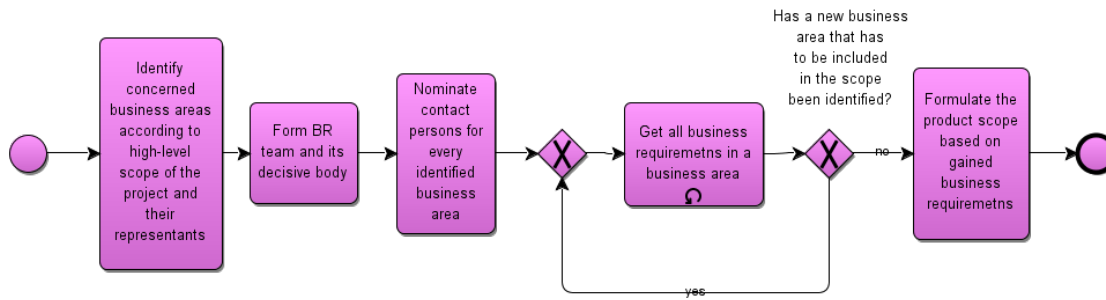 Identify
concerned
business areas
according to
high-level
scope of the
project and
their
representants
Form BR
team and its
decisive body
Nominate
contact
persons for
every
identified
business
area
Get all business
requiremetns in a
business area
Has a new business
area that has
to be included
in the scope
been identified?
no
yes
Formulate the
product scope
based on
gained
business
requiremetns